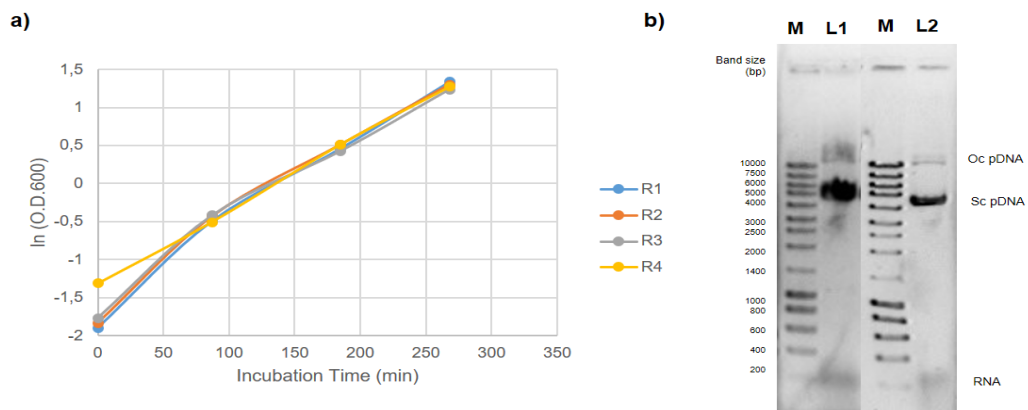 a)
1,5
1
0,5
0
-0,5
-1
-1,5
-2
ln (O.D.600)
0 50 100 150 200 250 300 350
Incubation Time (min)
R1
R2
R3
R4
b)
M L1 M L2
Band size
(bp)
10000
7500
6000
5000
4000
3000
2500
2000
1400
1000
800
600
400
200
Oc pDNA
Sc pDNA
RNA